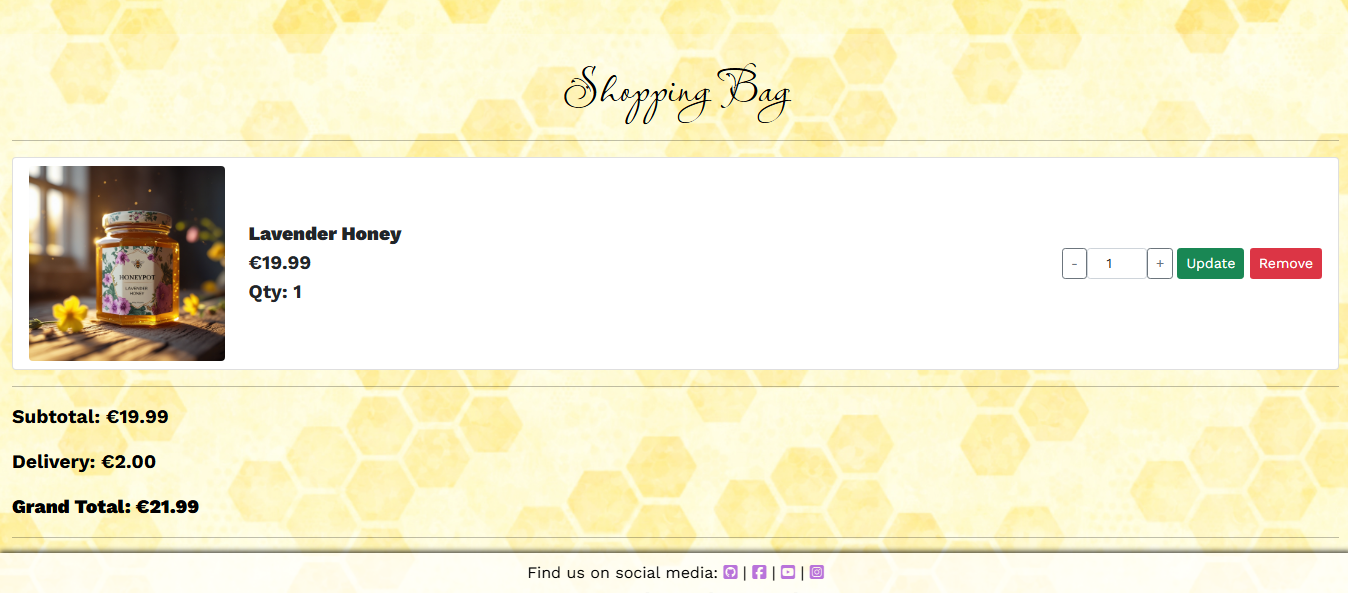 Shopping Bag
HONEYPOT
LAVENDER
HONEY
Lavender Honey
€19.99
Qty: 1
- 1 + Update Remove
Subtotal: €19.99
Delivery: €2.00
Grand Total: €21.99
Find us on social media: | | |